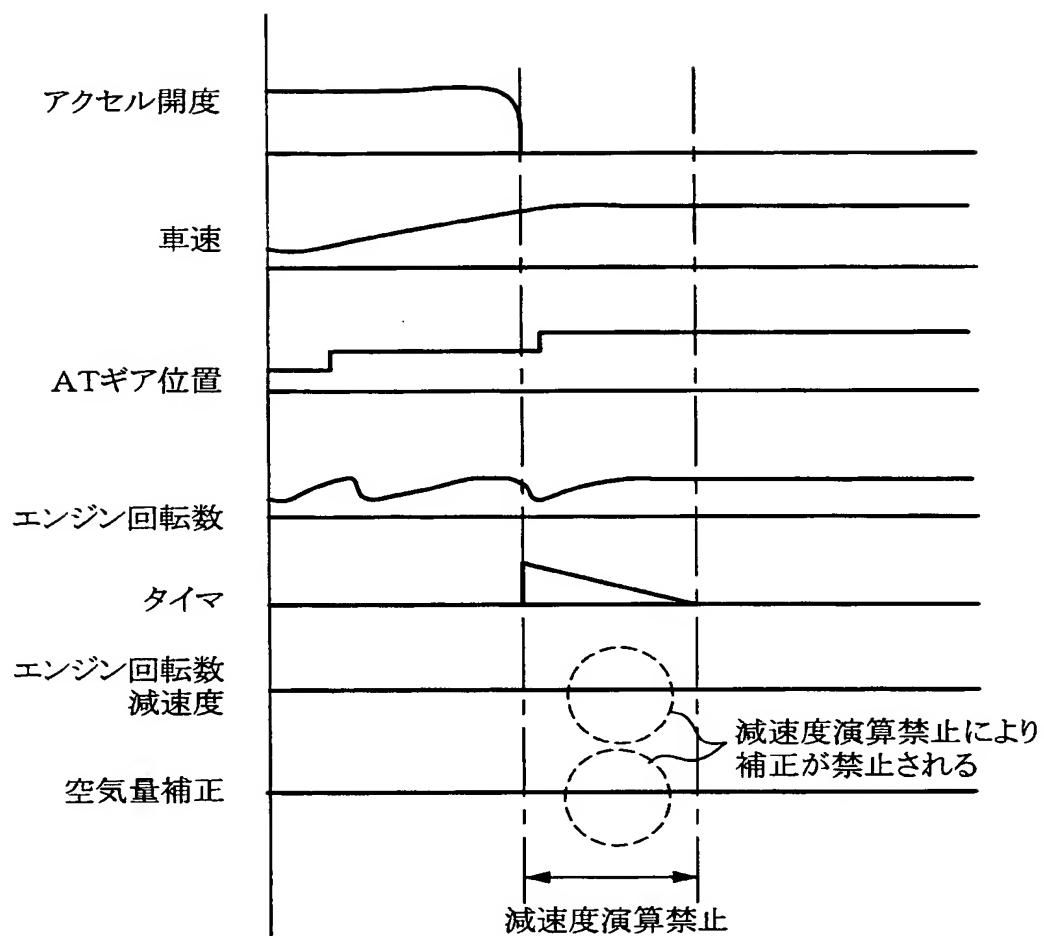 アクセル開度
車速
ATギア位置
エンジン回転数
タイマ
エンジン回転数
減速度
減速度演算禁止により
補正が禁止される
空気量補正
減速度演算禁止